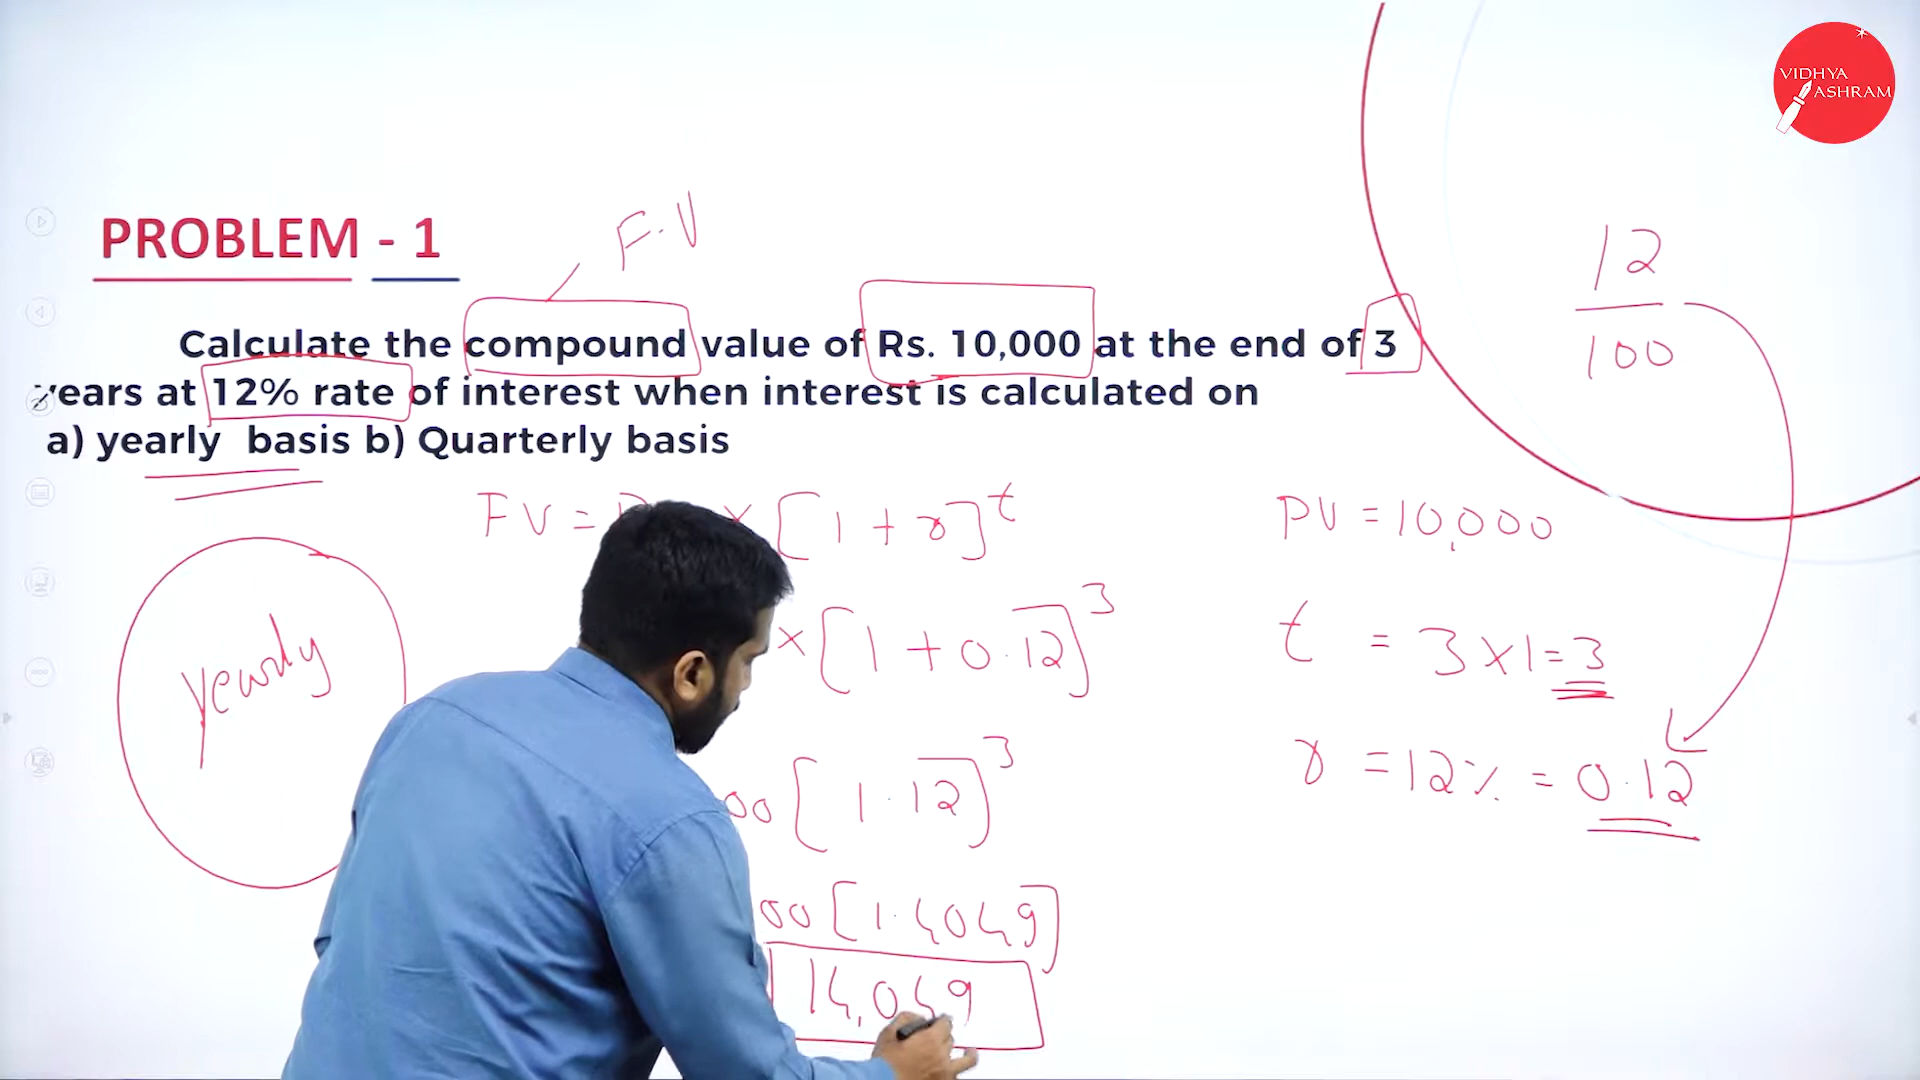 VIDHYA
ASHRAM
PROBLEM - 1
F.V
12
100
Calculate the compound value of Rs. 10,000 at the end of 3
years at 12% rate of interest when interest is calculated on
a) yearly basis b) Quarterly basis
FV = × [1 + r]^t
PV = 10,000
yearly
× [1 + 0.12]^3
t = 3 × 1 = 3
00 [1.12]^3
r = 12% = 0.12
00 [1.4049]
14,049